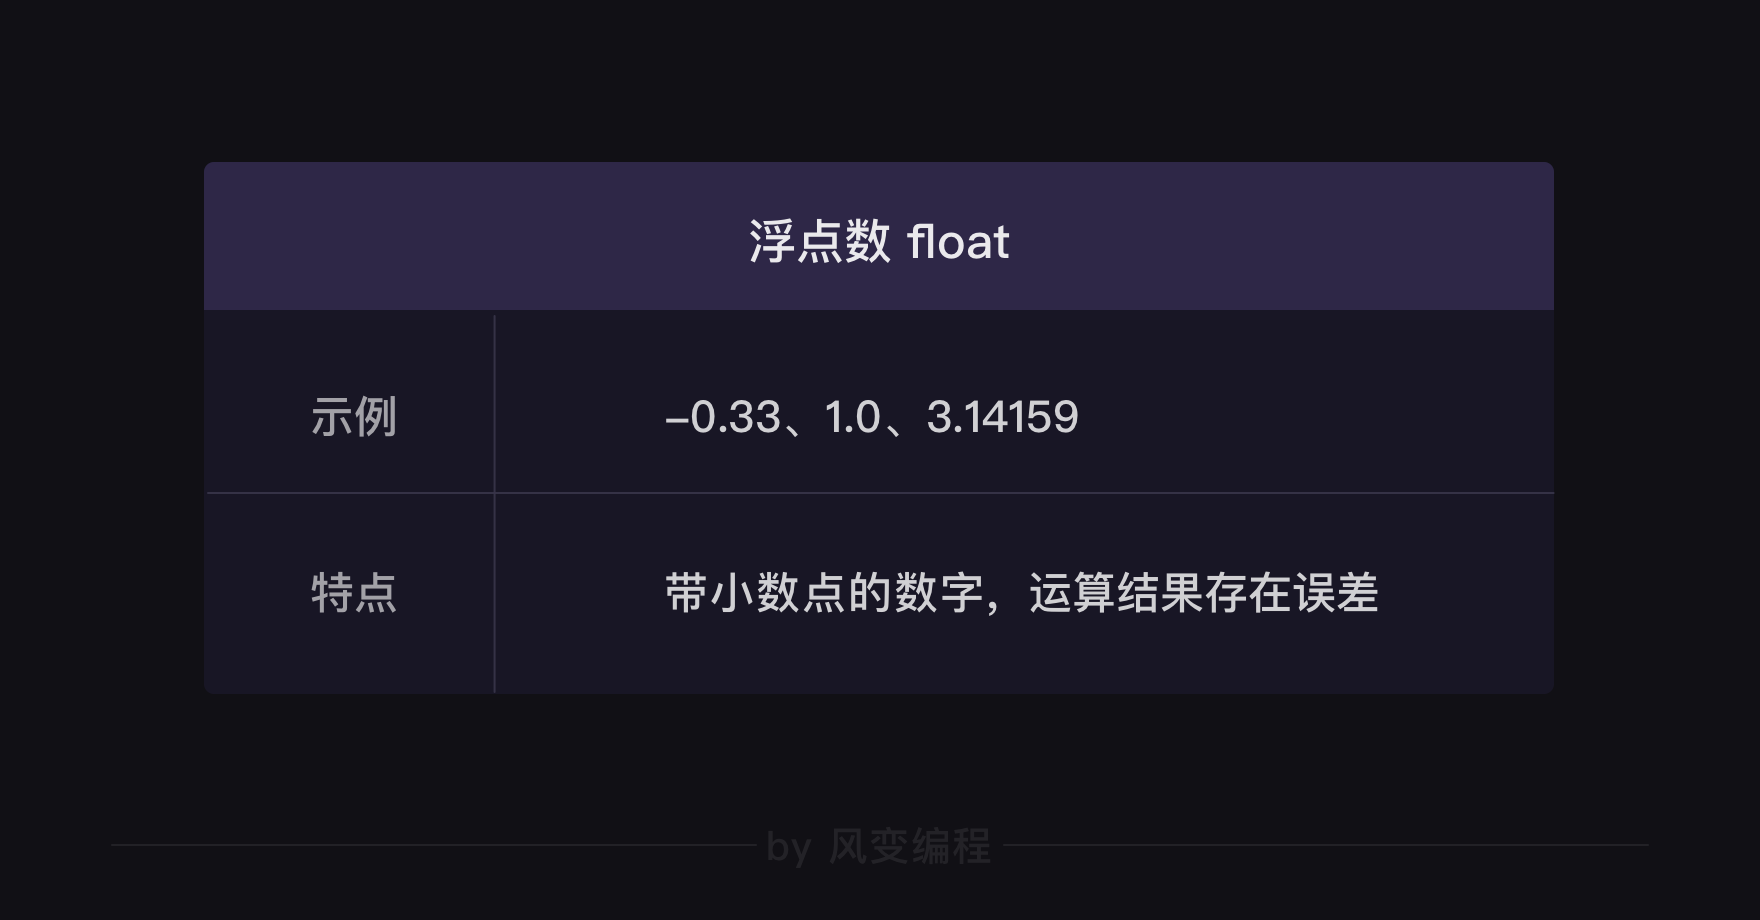 浮点数 float
示例
–0.33、1.0、3.14159
特点
带小数点的数字，运算结果存在误差
by 风变编程